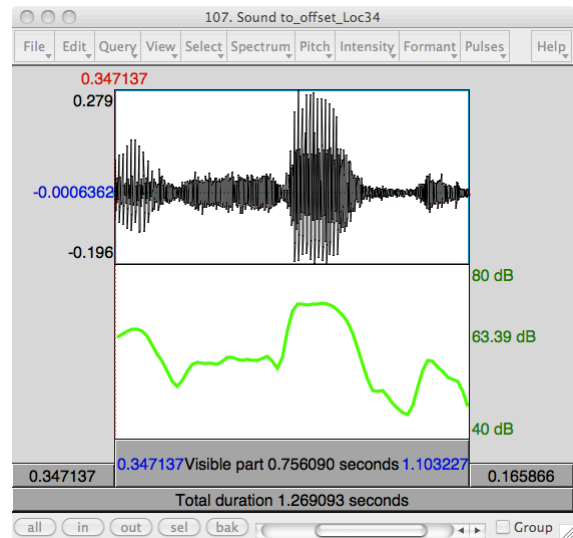 107. Sound to_offset_Loc34
File Edit Query View Select Spectrum Pitch Intensity Formant Pulses Help
0.347137
0.279
-0.0006362
-0.196
80 dB
63.39 dB
40 dB
0.347137 Visible part 0.756090 seconds 1.103227
0.347137 0.165866
Total duration 1.269093 seconds
all in out sel bak Group